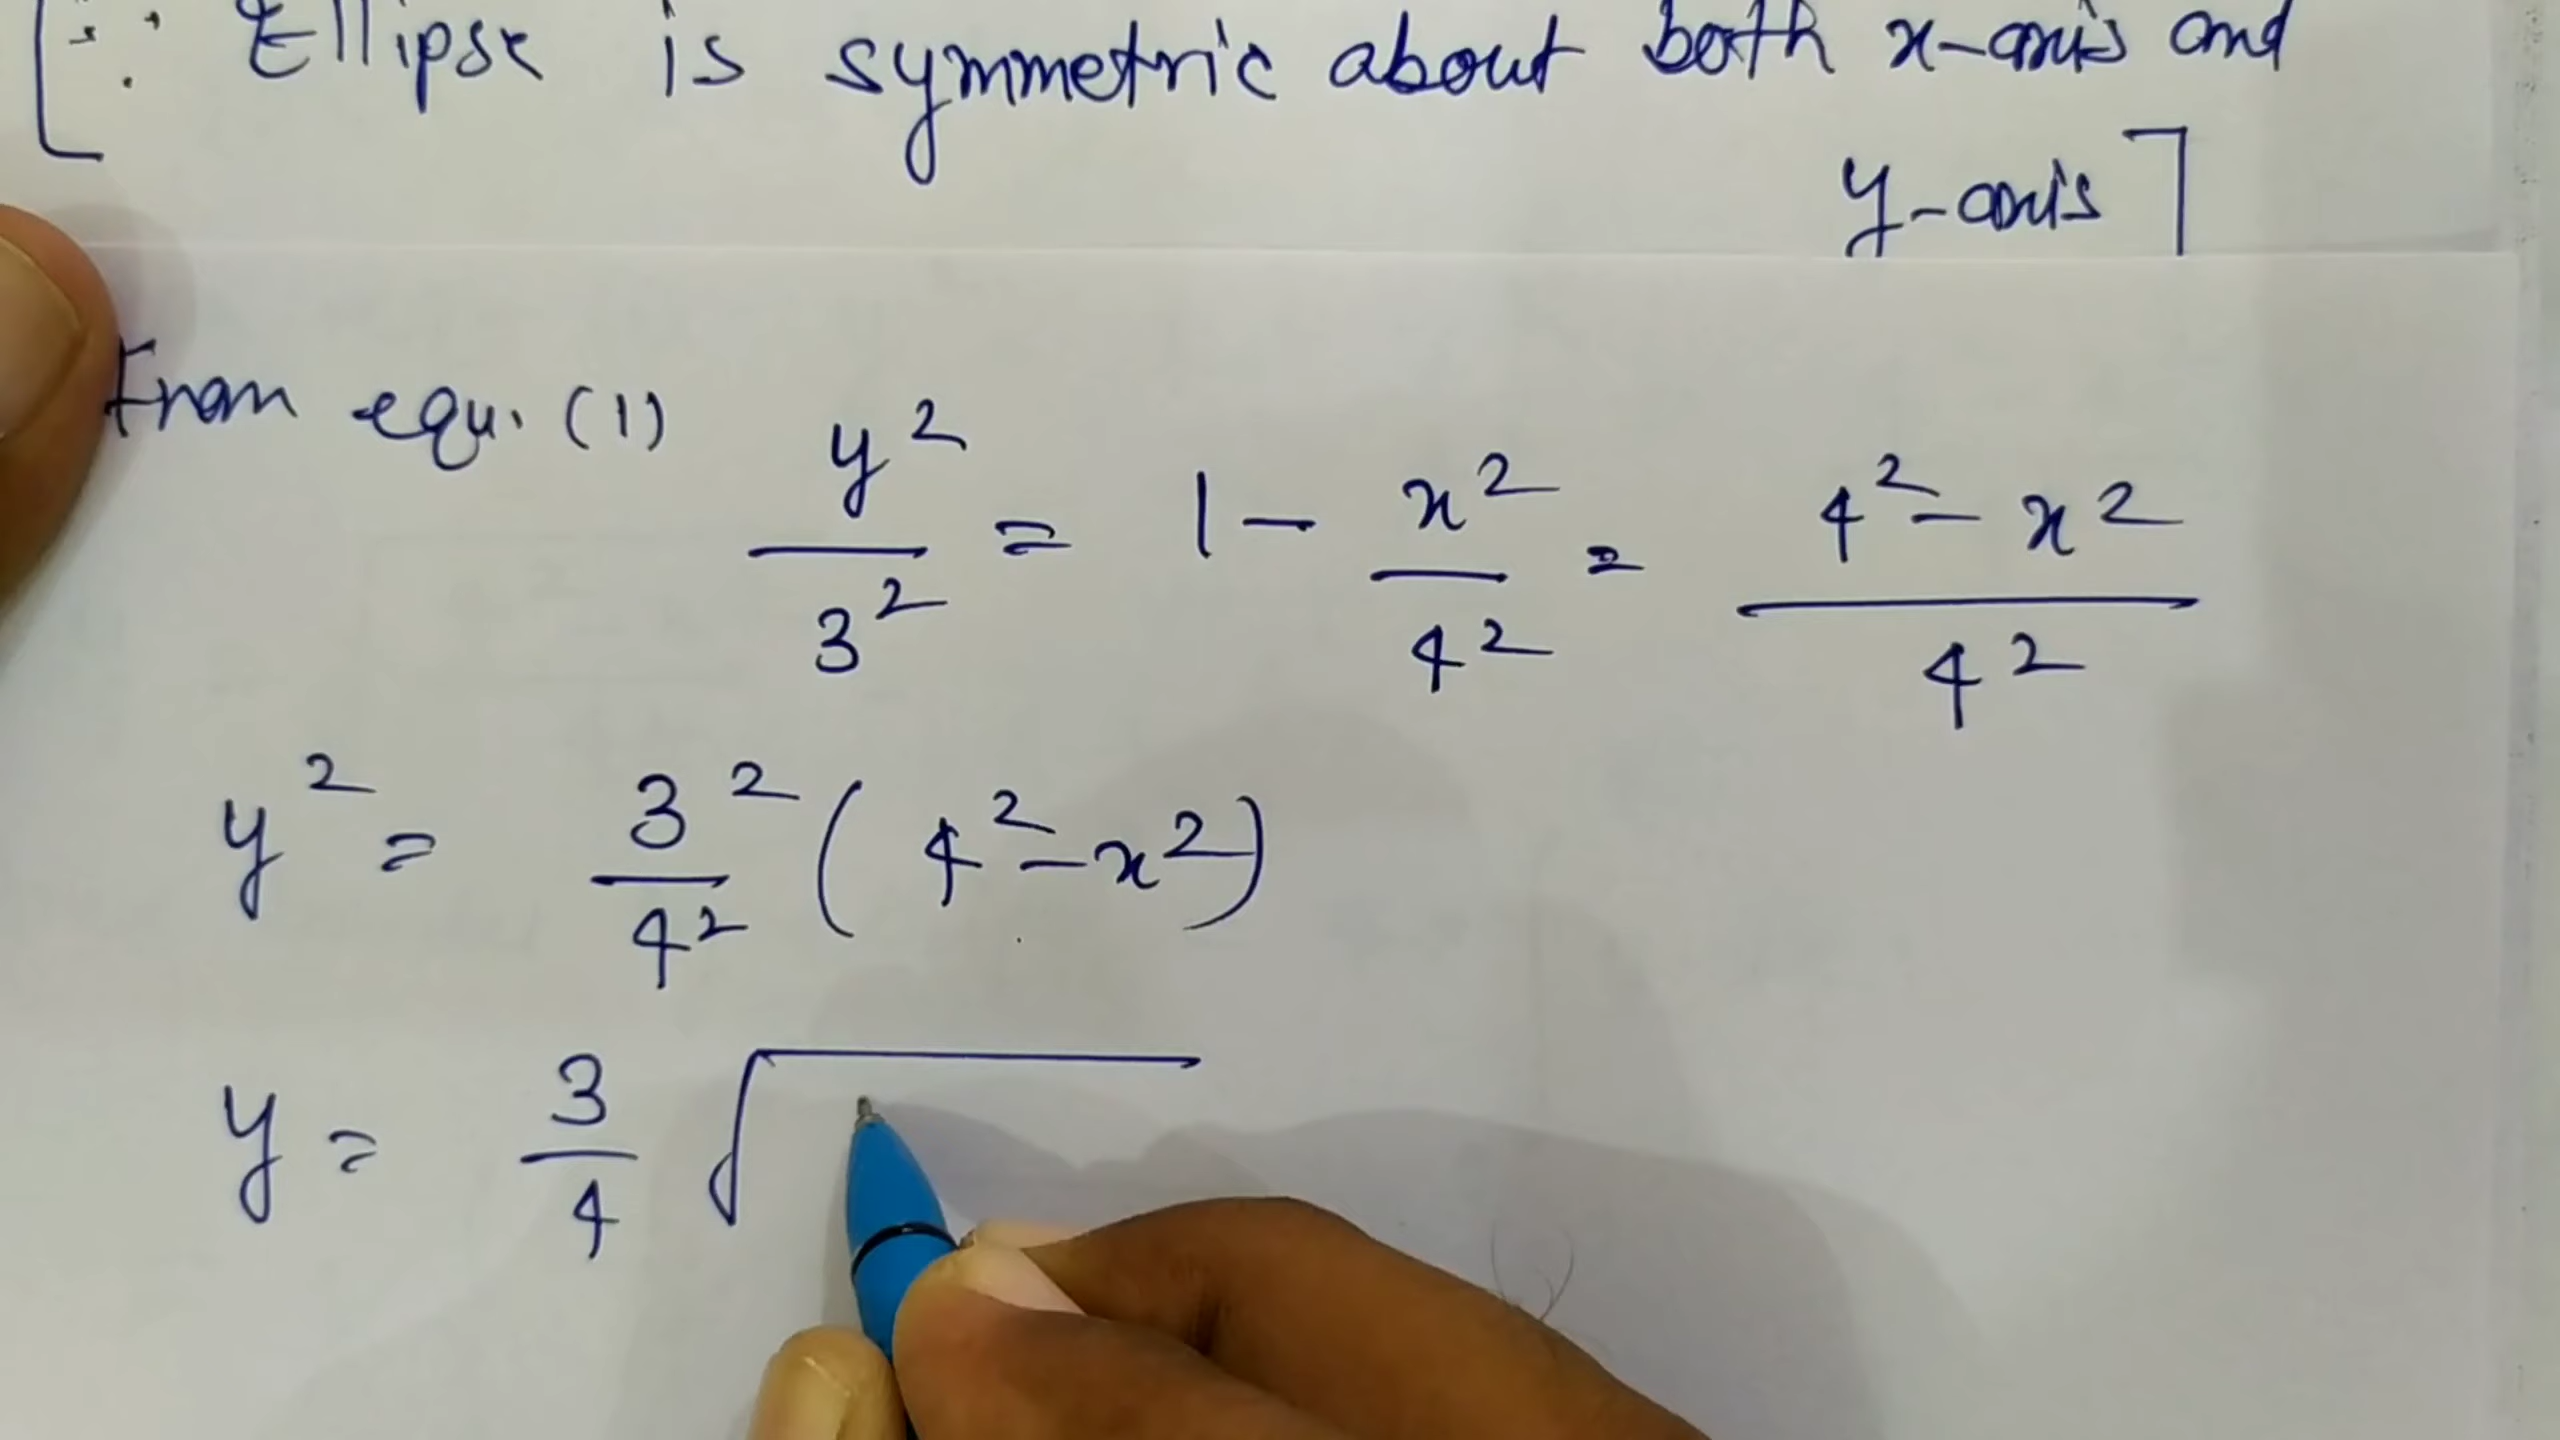 [∵ Ellipse is symmetric about both x-axis and
y-axis]
From equ. (1) y²/3² = 1 - x²/4² = (4² - x²)/4²
y² = 3²/4² (4² - x²)
y = 3/4 √